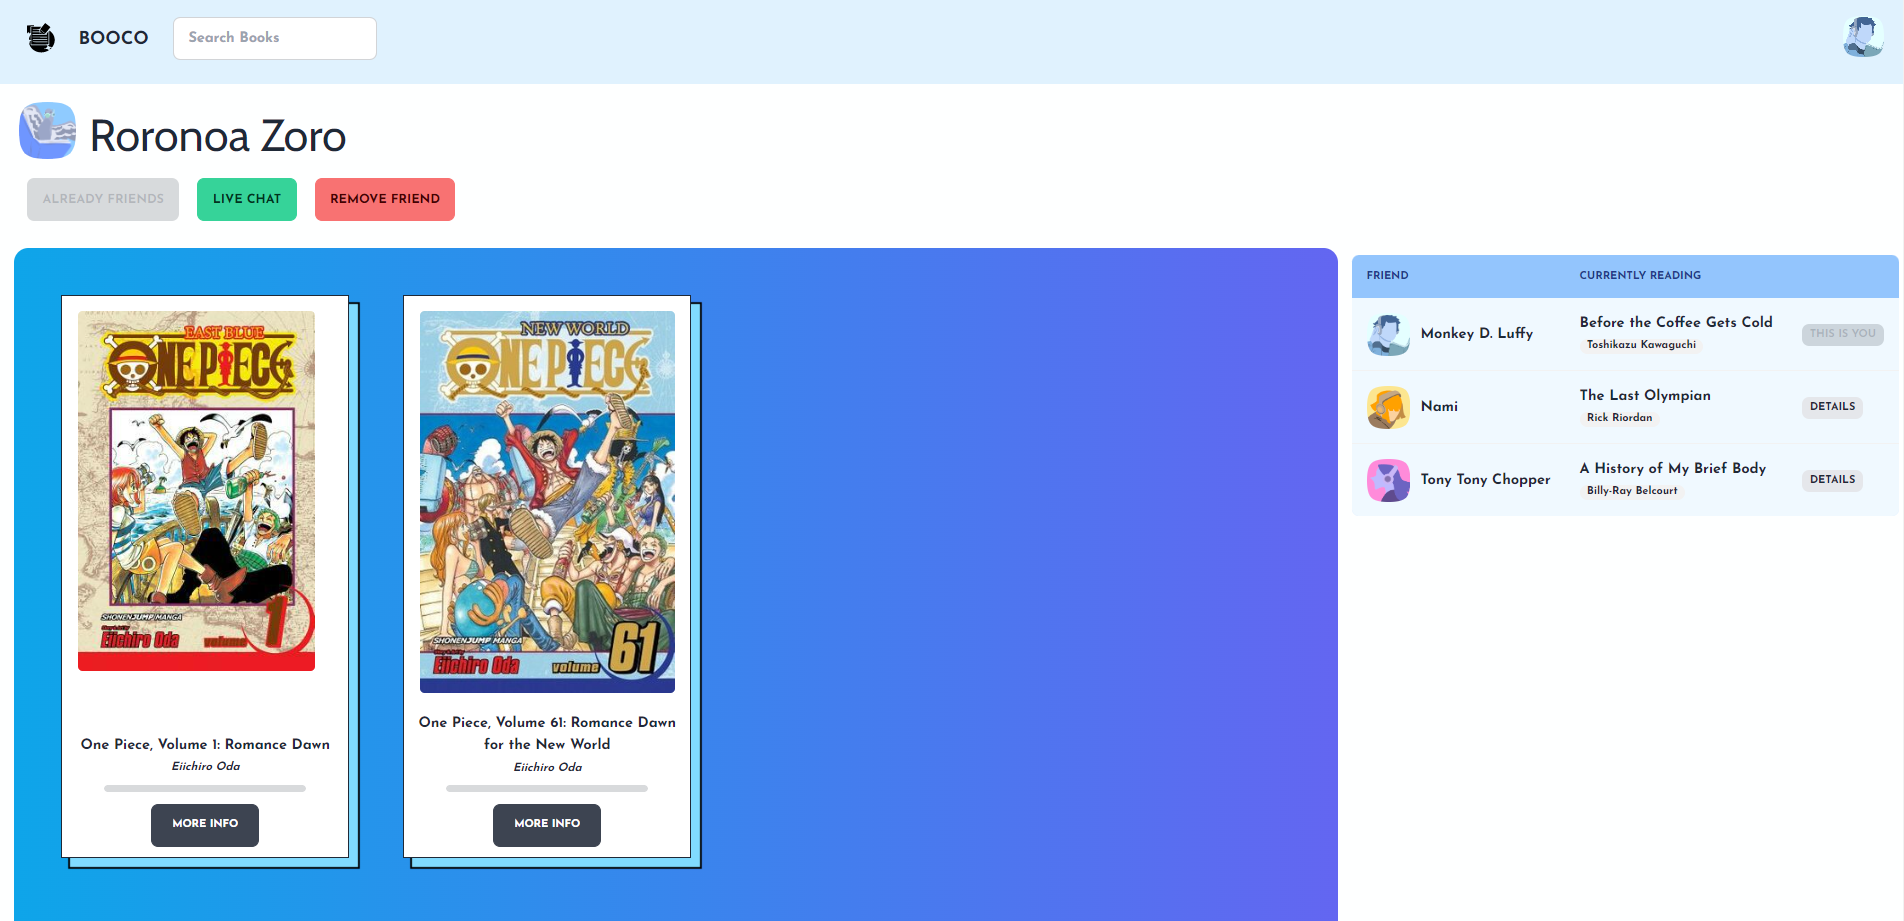 BOOCO
Search Books
Roronoa Zoro
ALREADY FRIENDS
LIVE CHAT
REMOVE FRIEND
EAST BLUE
ONE PIECE
SHONEN JUMP MANGA
Eiichiro Oda
volume 1
One Piece, Volume 1: Romance Dawn
Eiichiro Oda
MORE INFO
NEW WORLD
ONE PIECE
SHONEN JUMP MANGA
Eiichiro Oda
volume 61
One Piece, Volume 61: Romance Dawn
for the New World
Eiichiro Oda
MORE INFO
FRIEND CURRENTLY READING
Monkey D. Luffy
Before the Coffee Gets Cold
Toshikazu Kawaguchi
THIS IS YOU
Nami
The Last Olympian
Rick Riordan
DETAILS
Tony Tony Chopper
A History of My Brief Body
Billy-Ray Belcourt
DETAILS